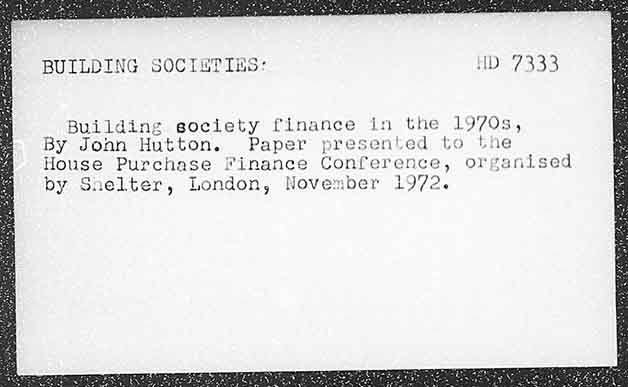 BUILDING SOCIETIES:
HD 7333
Building society finance in the 1970s,
By John Hutton. Paper presented to the
House Purchase Finance Conference, organised
by Shelter, London, November 1972.